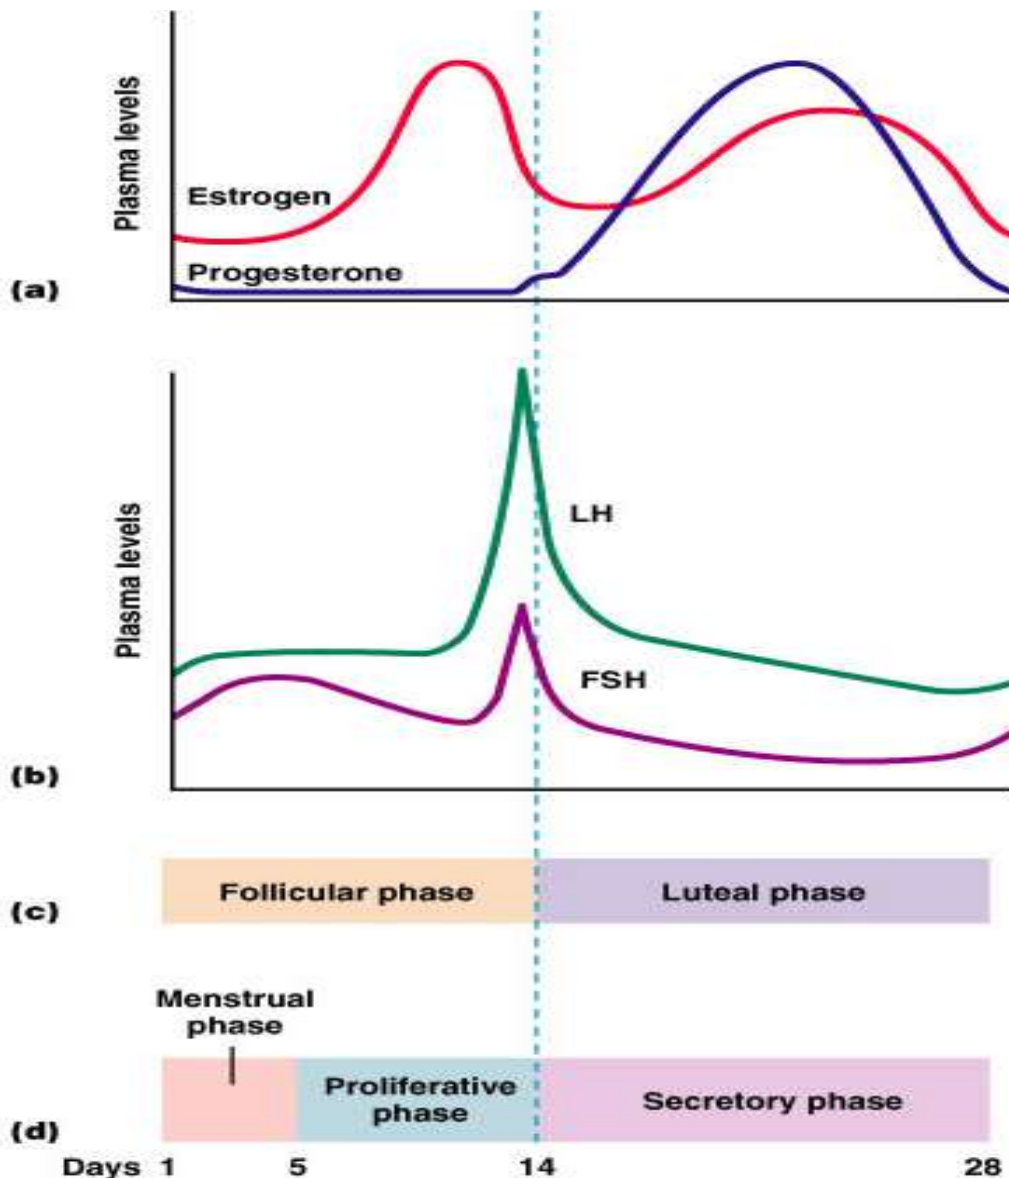 Plasma levels
Estrogen
Progesterone
(a)
Plasma levels
LH
FSH
(b)
Follicular phase
Luteal phase
(c)
Menstrual
phase
Proliferative
phase
Secretory phase
(d)
Days 1 5 14 28